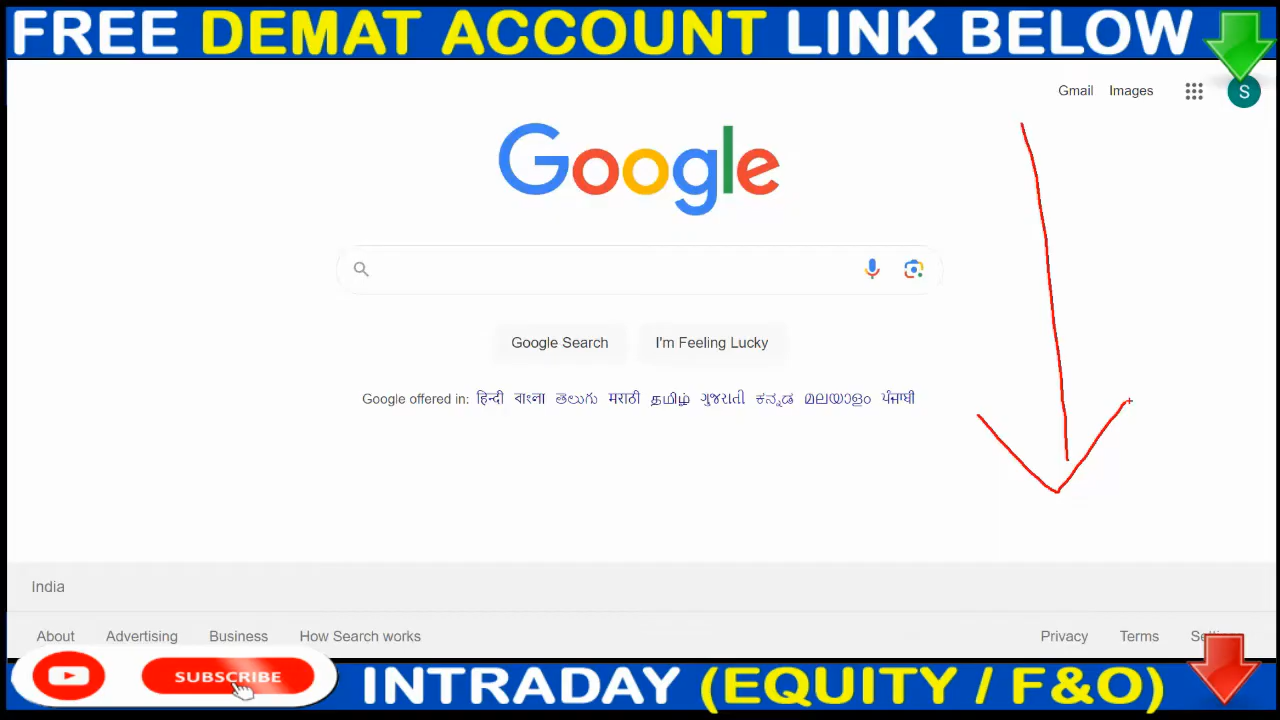 FREE DEMAT ACCOUNT LINK BELOW
Gmail Images
S
Google
Google Search I'm Feeling Lucky
Google offered in: हिन्दी বাংলা తెలుగు मराठी தமிழ் ગુજરાતી ಕನ್ನಡ മലയാളം ਪੰਜਾਬੀ
India
About Advertising Business How Search works Privacy Terms
SUBSCRIBE
INTRADAY (EQUITY / F&O)